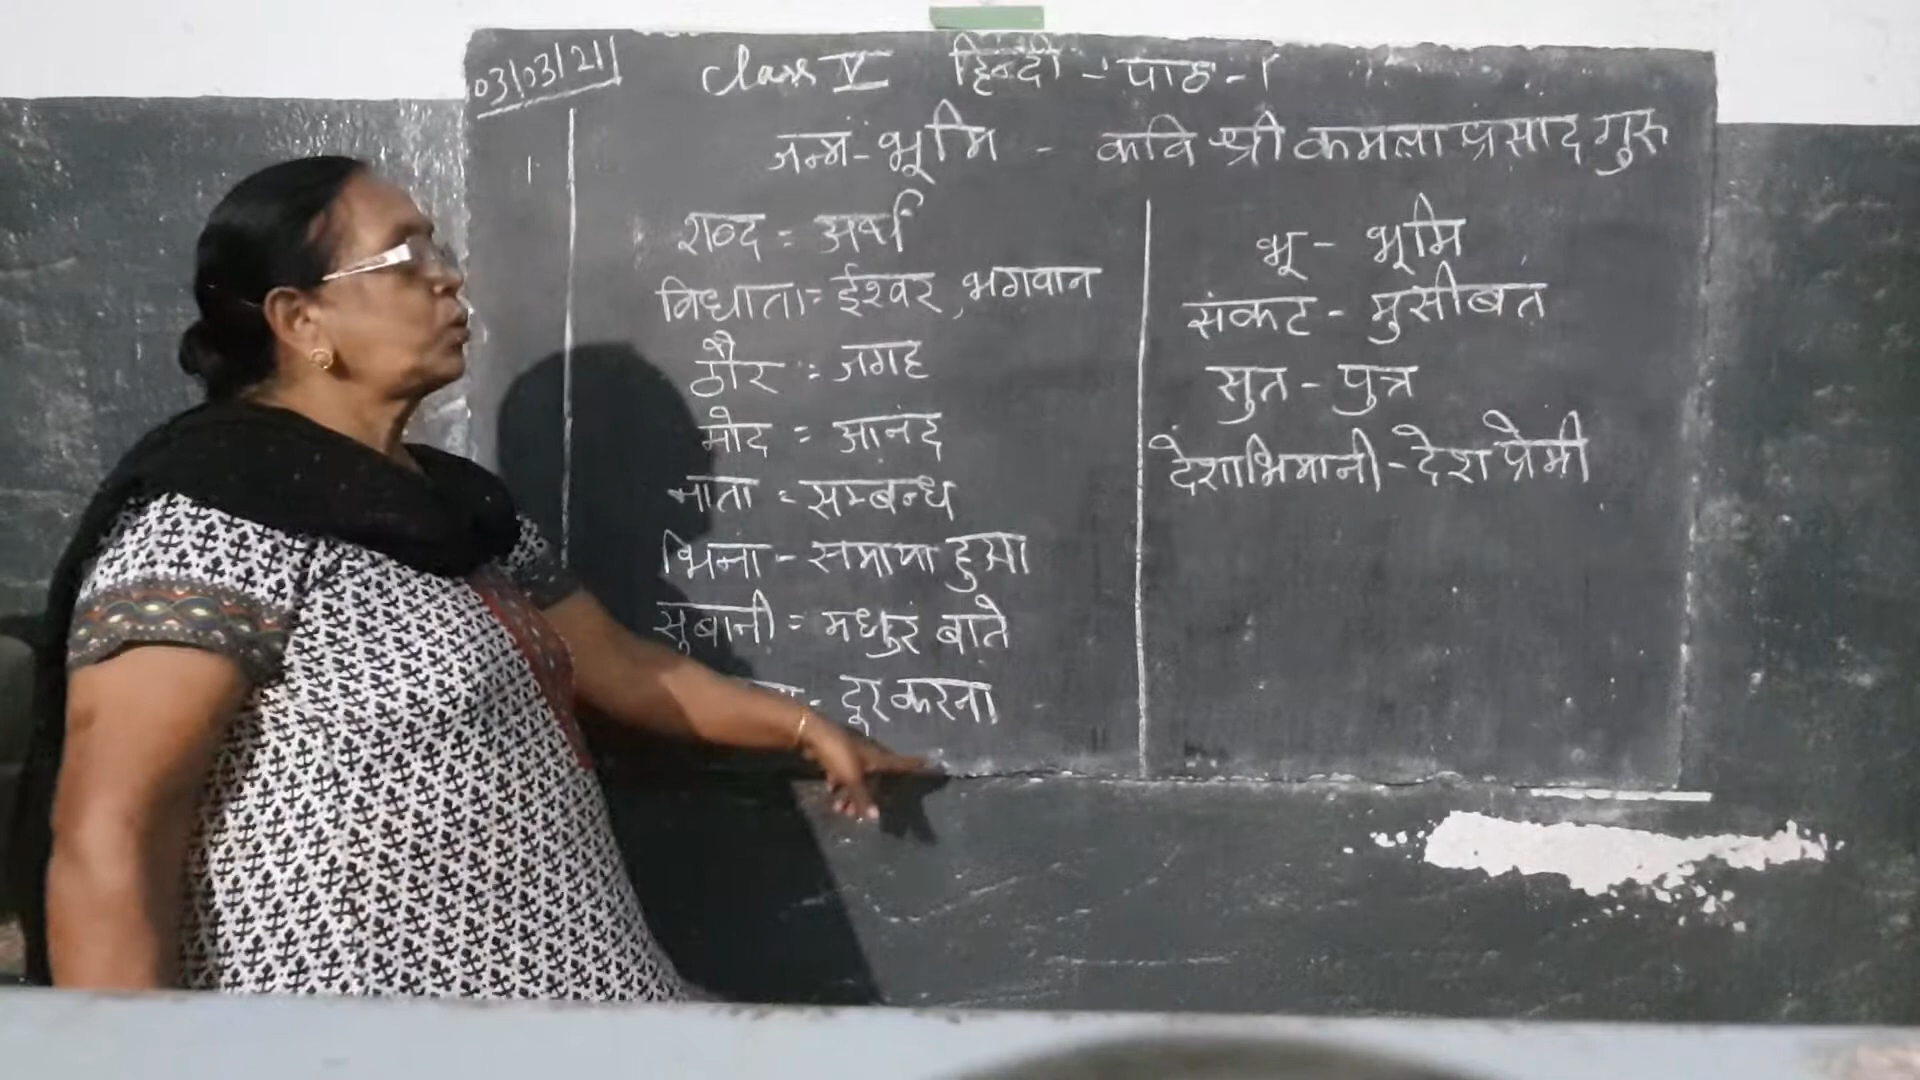 03/03/21
Class V हिन्दी - पाठ - 1
जन्म-भूमि - कवि श्री कमला प्रसाद गुरु
1
शब्द = अर्थ
विधाता = ईश्वर, भगवान
ठौर = जगह
मोद = आनंद
नाता = सम्बन्ध
भिना - समाया हुआ
सुबानी = मधुर बातें
- दूर करना
भू - भूमि
संकट - मुसीबत
सुत - पुत्र
देशाभिमानी - देश प्रेमी